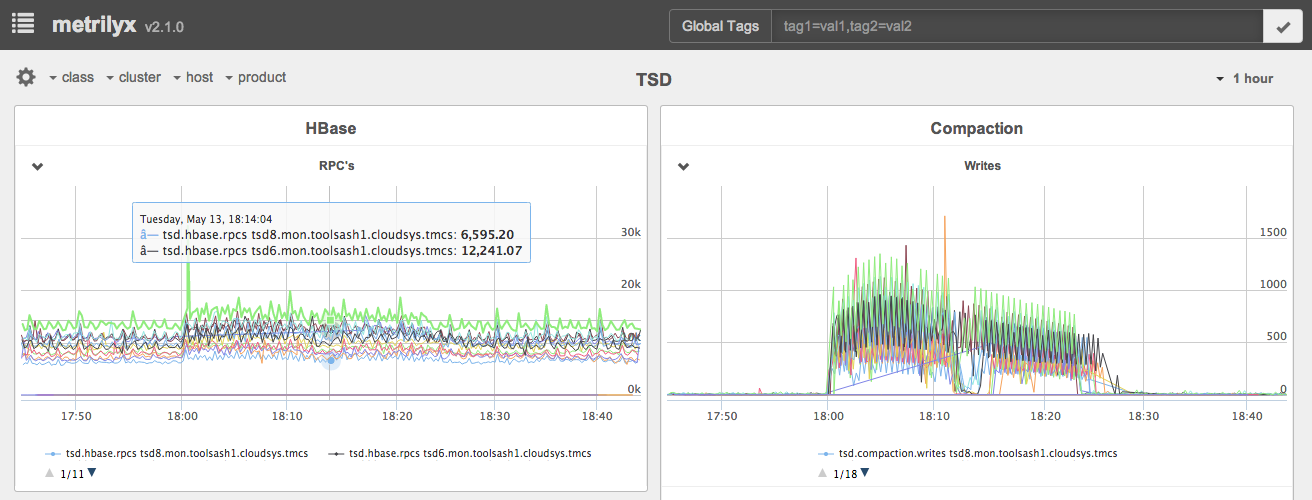 metrilyx v2.1.0
Global Tags tag1=val1,tag2=val2
class cluster host product
TSD
1 hour
HBase
RPC's
Tuesday, May 13, 18:14:04
â— tsd.hbase.rpcs tsd8.mon.toolsash1.cloudsys.tmcs: 6,595.20
â— tsd.hbase.rpcs tsd6.mon.toolsash1.cloudsys.tmcs: 12,241.07
30k
20k
0k
17:50 18:00 18:10 18:20 18:30 18:40
tsd.hbase.rpcs tsd8.mon.toolsash1.cloudsys.tmcs tsd.hbase.rpcs tsd6.mon.toolsash1.cloudsys.tmcs
1/11
Compaction
Writes
1500
1000
500
0
17:50 18:00 18:10 18:20 18:30 18:40
tsd.compaction.writes tsd8.mon.toolsash1.cloudsys.tmcs
1/18